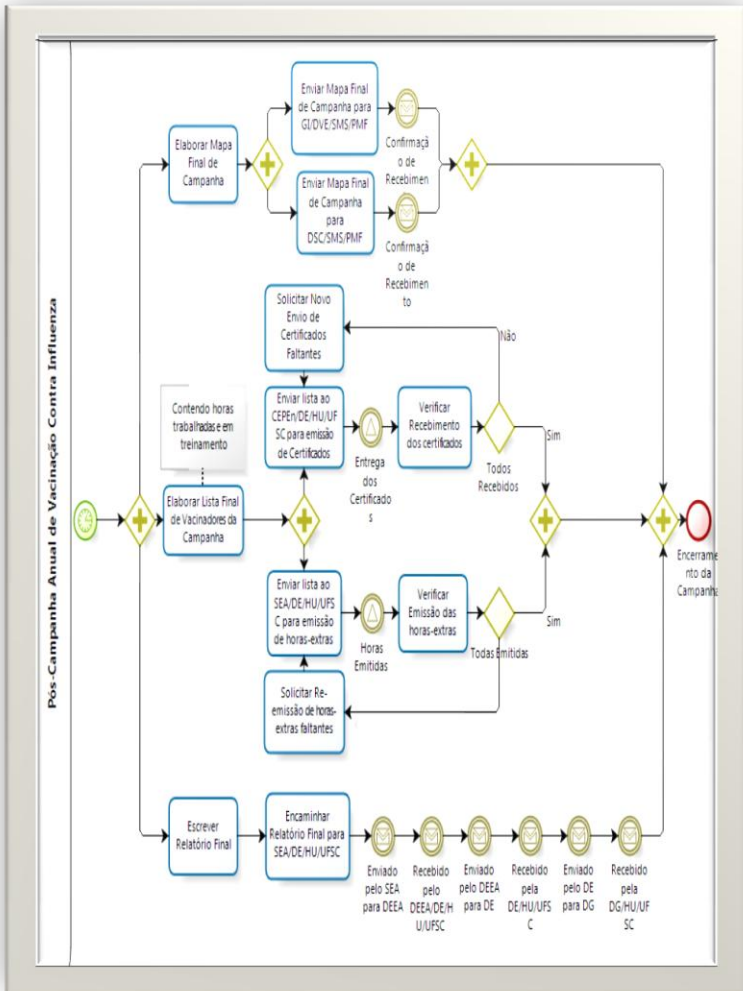 Pós-Campanha Anual de Vacinação Contra Influenza
Elaborar Mapa
Final de
Campanha
Enviar Mapa Final
de Campanha para
GI/DVE/SMS/PMF
Confirmaçã
o de
Recebimen
Enviar Mapa Final
de Campanha
para
DSC/SMS/PMF
Confirmaçã
o de
Recebime
nto
Contendo horas
trabalhadas e em
treinamento
Elaborar Lista Final
de Vacinadores da
Campanha
Solicitar Novo
Envio de
Certificados
Faltantes
Enviar lista ao
CEPEn/DE/HU/UF
SC para emissão
de Certificados
Entrega
dos
Certificado
s
Verificar
Recebimento
dos certificados
Não
Todos
Recebidos
Sim
Enviar lista ao
SEA/DE/HU/UFS
C para emissão
de horas-extras
Horas
Emitidas
Verificar
Emissão das
horas-extras
Todas Emitidas
Sim
Solicitar Re-
emissão de horas-
extras faltantes
Encerrame
nto da
Campanha
Escrever
Relatório Final
Encaminhar
Relatório Final para
SEA/DE/HU/UFSC
Enviado
pelo SEA
para DEEA
Recebido
pelo
DEEA/DE/H
U/UFSC
Enviado
pelo DEEA
para DE
Recebido
pela
DE/HU/UFS
C
Enviado
pelo DE
para DG
Recebido
pela
DG/HU/UF
SC